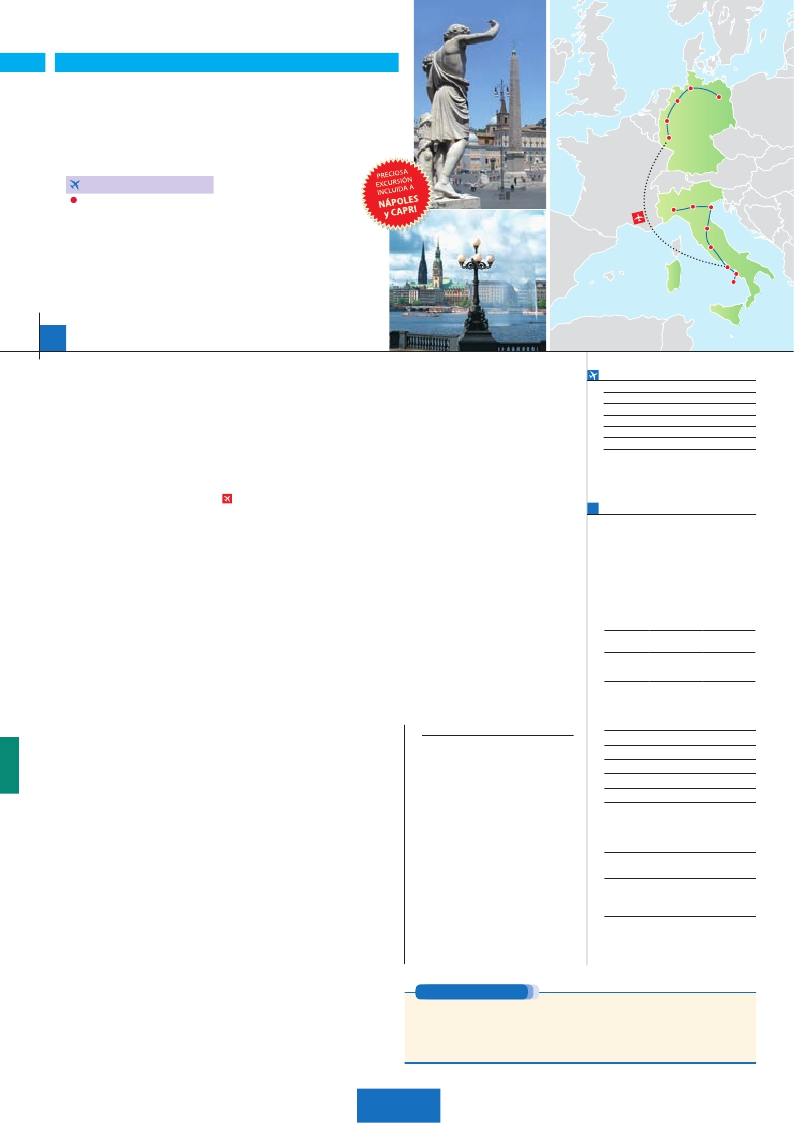 PRECIOSA
EXCURSIÓN
INCLUIDA A
NÁPOLES
y CAPRI